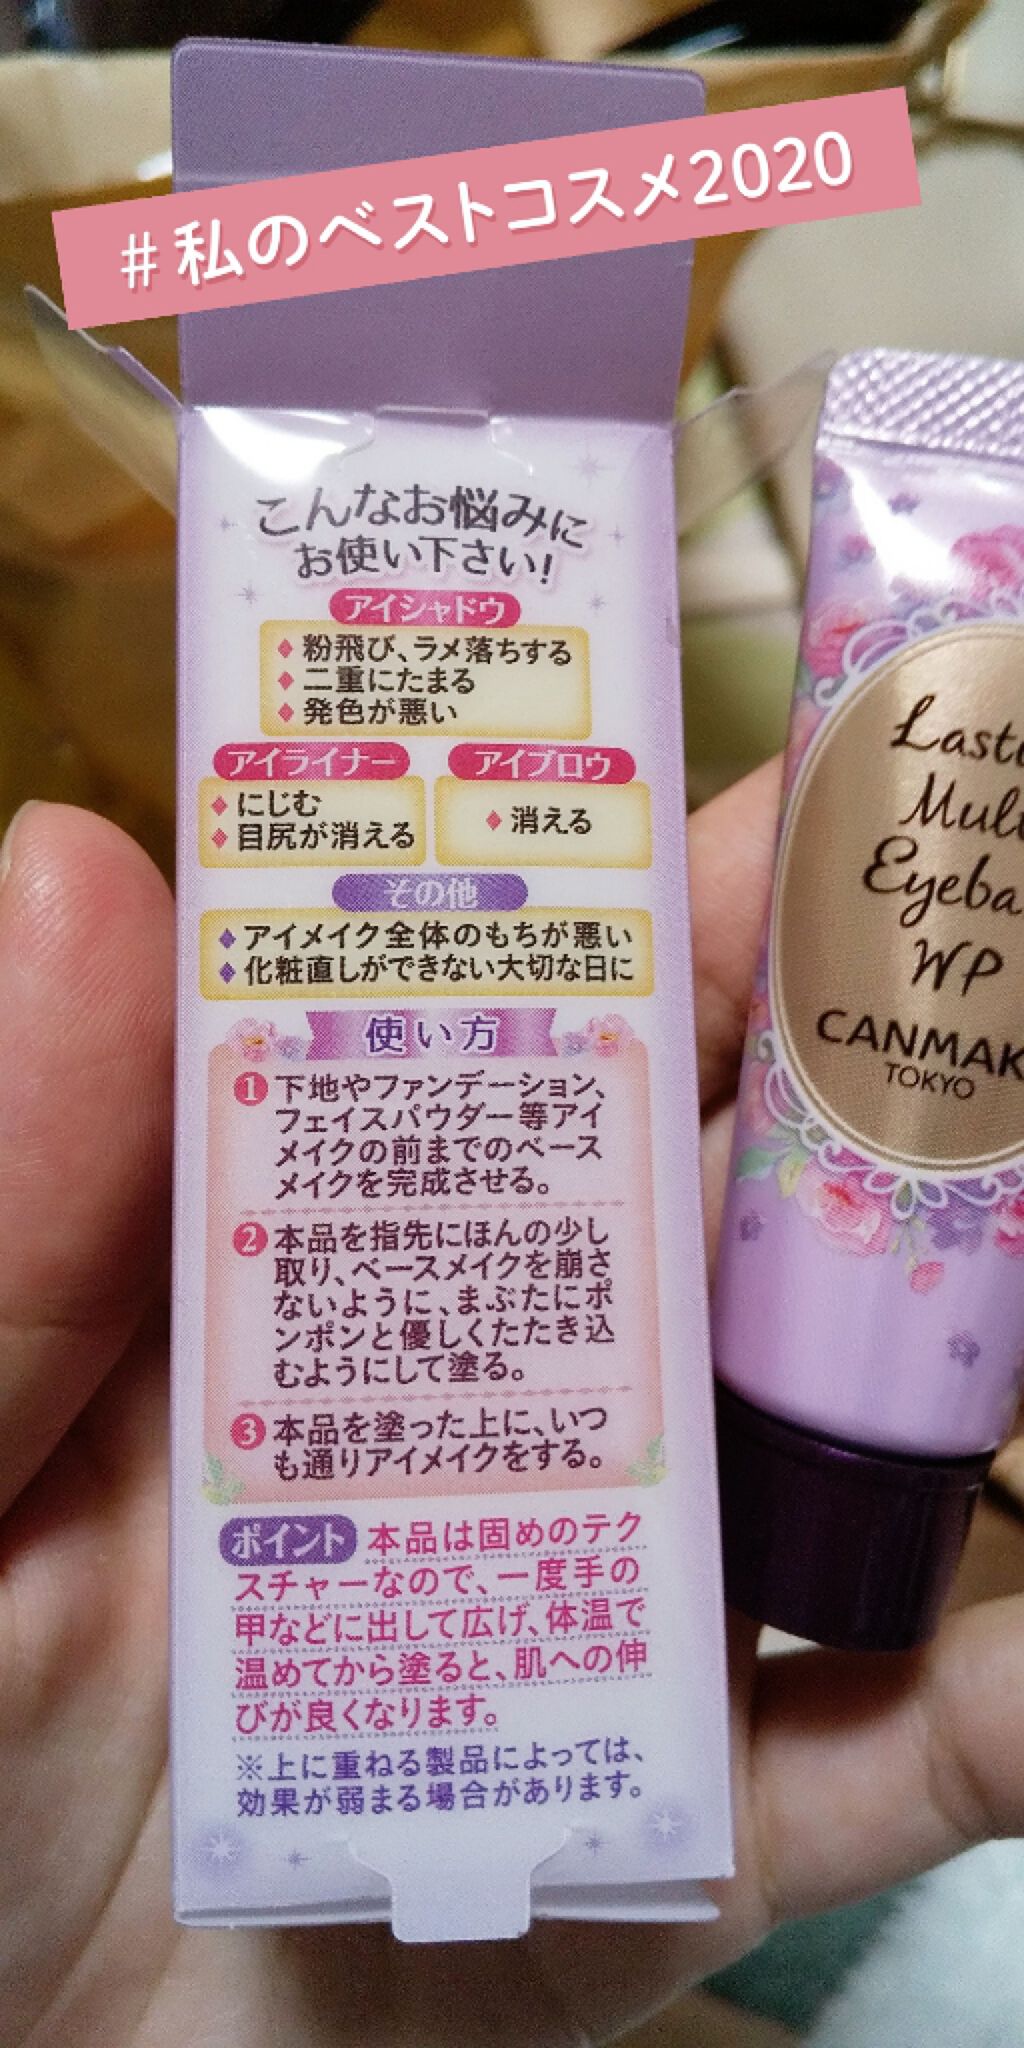 #私のベストコスメ2020
こんなお悩みに
お使い下さい!
アイシャドウ
♦粉飛び、ラメ落ちする
♦二重にたまる
♦発色が悪い
アイライナー
♦にじむ
♦目尻が消える
アイブロウ
♦消える
その他
♦アイメイク全体のもちが悪い
♦化粧直しができない大切な日に
使い方
❶下地やファンデーション、
フェイスパウダー等アイ
メイクの前までのベース
メイクを完成させる。
❷本品を指先にほんの少し
取り、ベースメイクを崩さ
ないように、まぶたにポ
ンポンと優しくたたき込
むようにして塗る。
❸本品を塗った上に、いつ
も通りアイメイクをする。
ポイント 本品は固めのテク
スチャーなので、一度手の
甲などに出して広げ、体温で
温めてから塗ると、肌への伸
びが良くなります。
※上に重ねる製品によっては、
効果が弱まる場合があります。
Lasti
Mul
Eyeba
WP
CANMAK
TOKYO